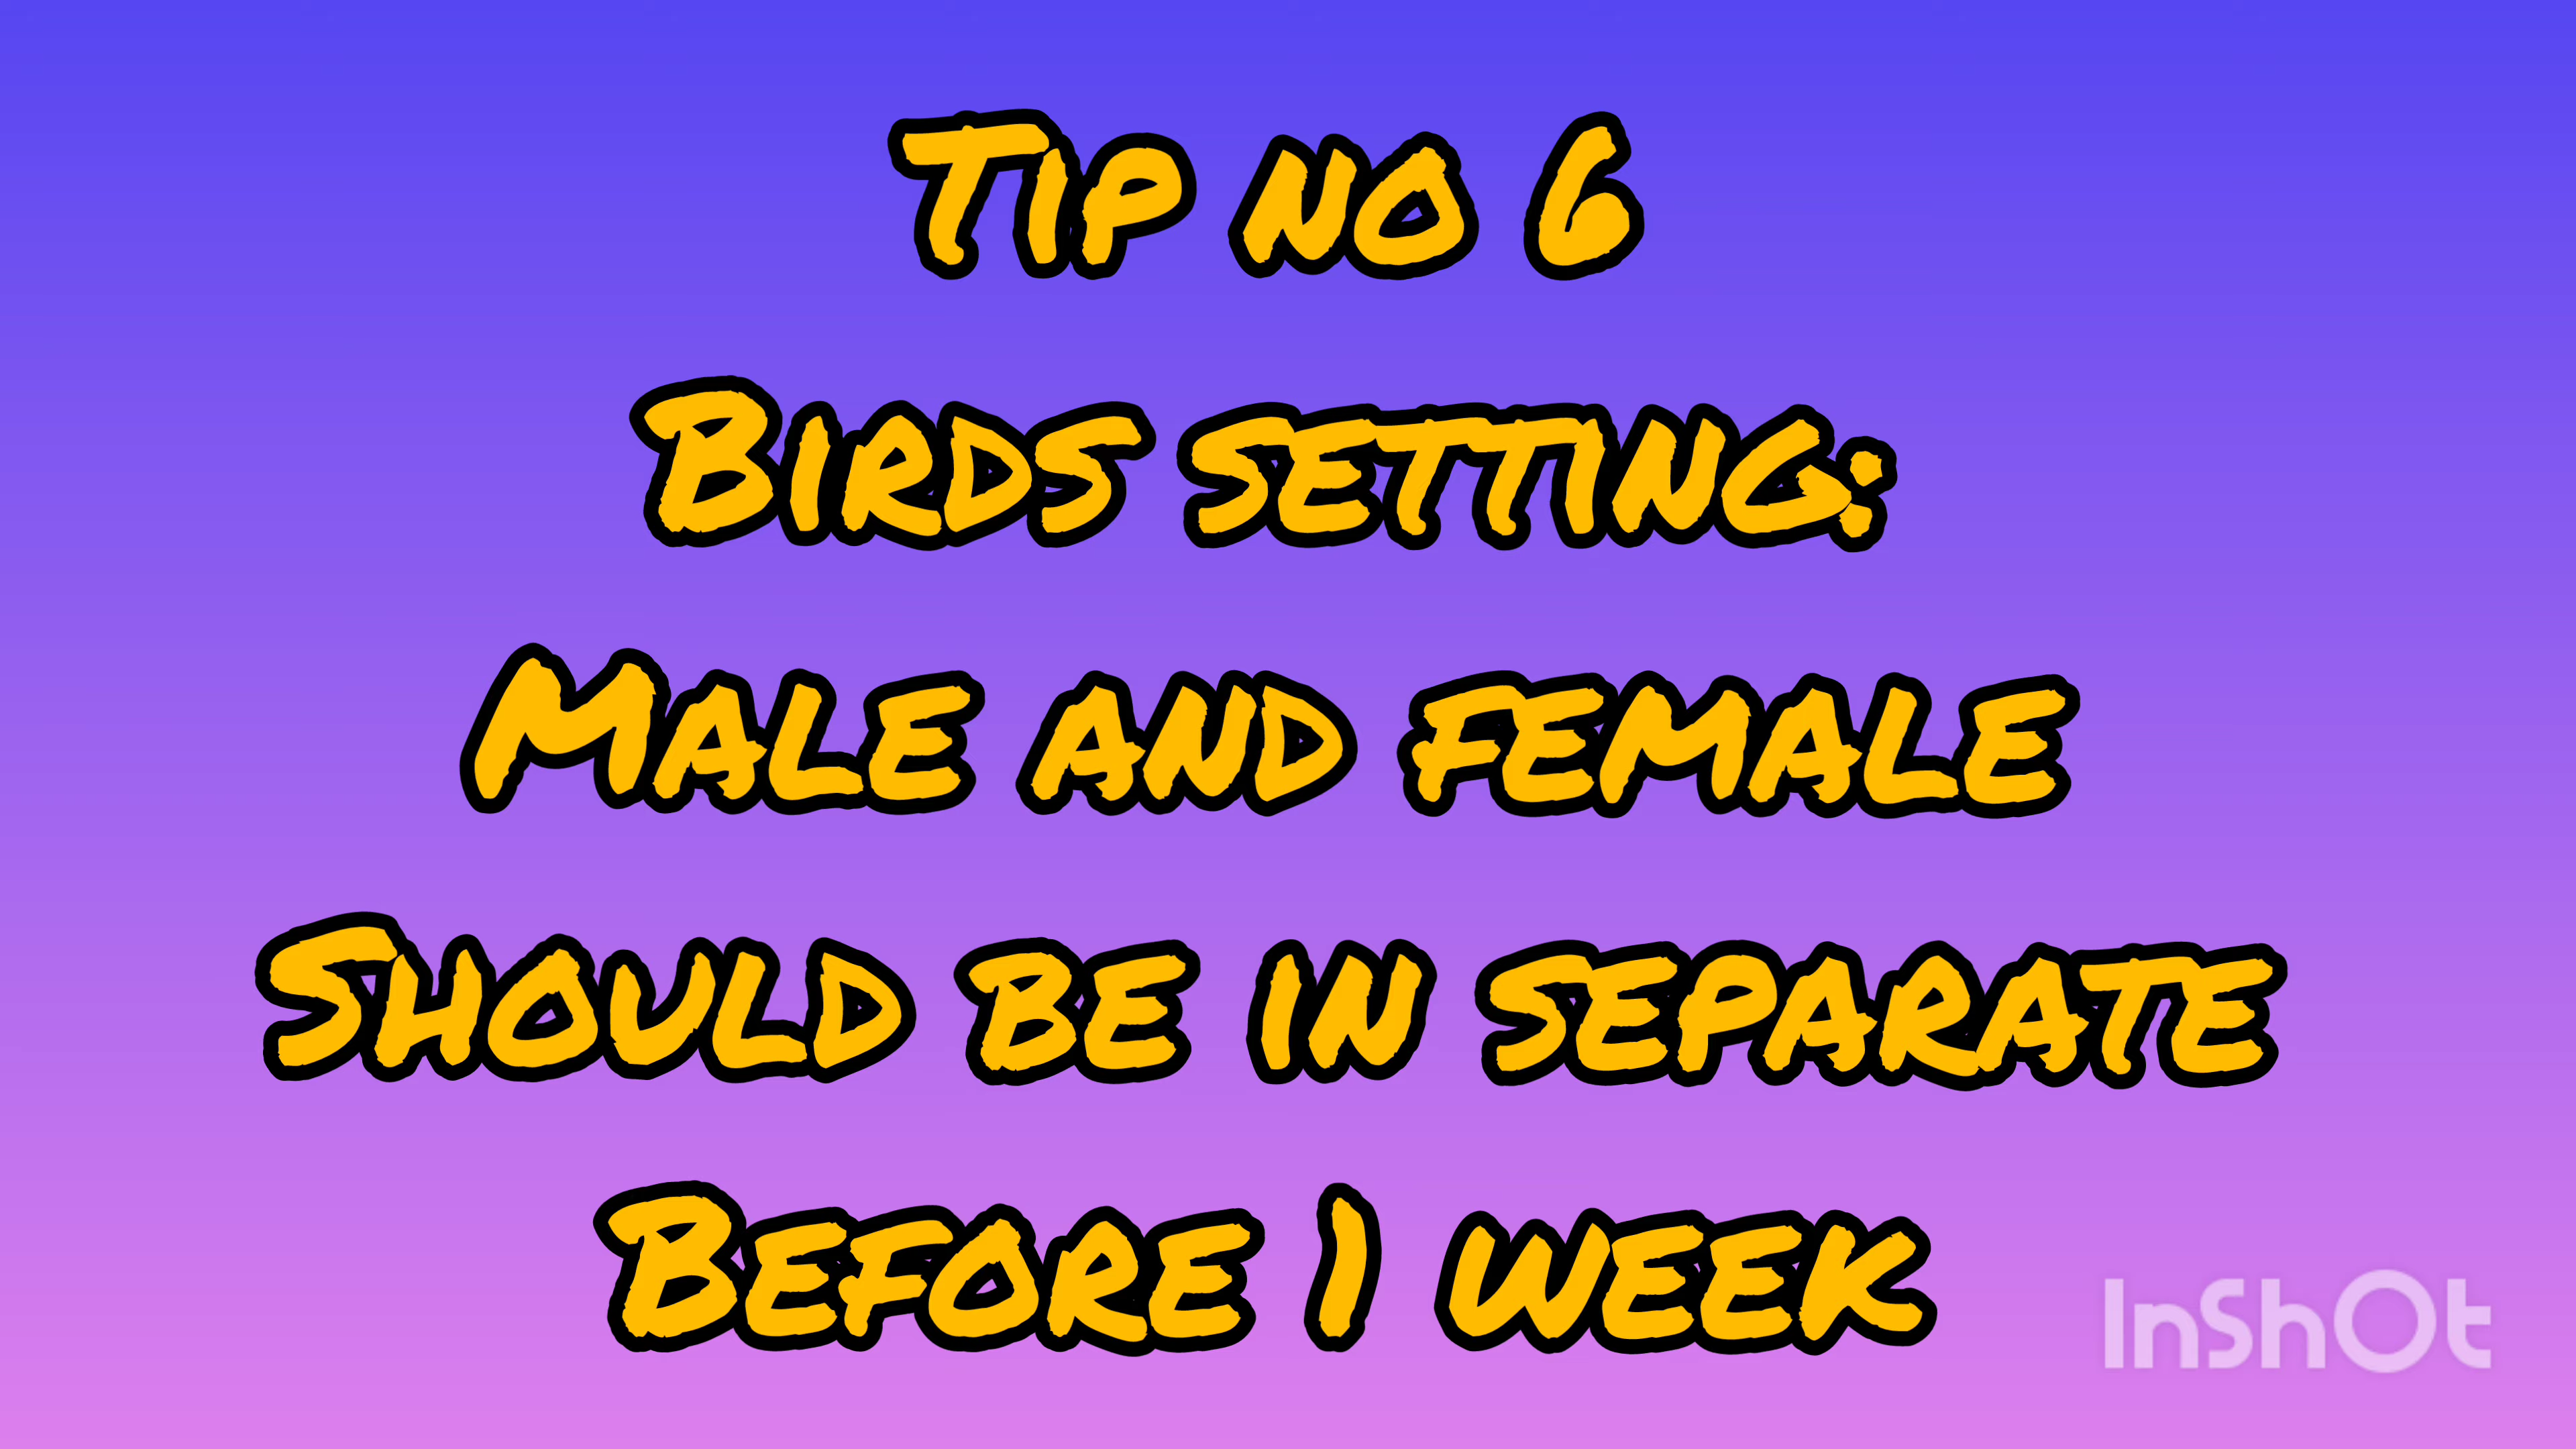 Tip no 6
Birds setting:
Male and female
Should be in separate
Before 1 week
InShOt